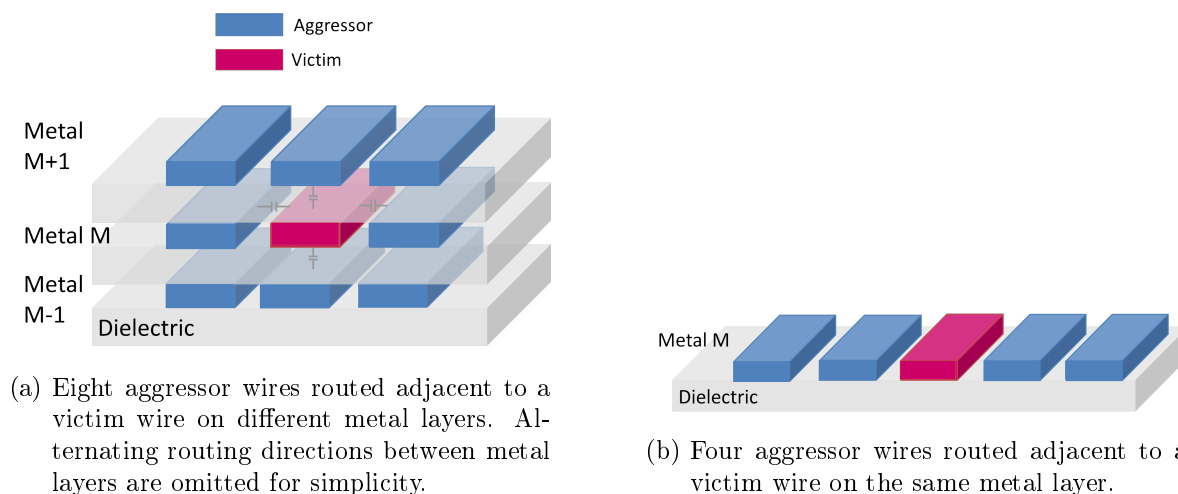 Aggressor
Victim
Metal
M+1
Metal M
Metal
M-1
Dielectric
(a) Eight aggressor wires routed adjacent to a
victim wire on different metal layers. Al-
ternating routing directions between metal
layers are omitted for simplicity.
Metal M
Dielectric
(b) Four aggressor wires routed adjacent to a
victim wire on the same metal layer.